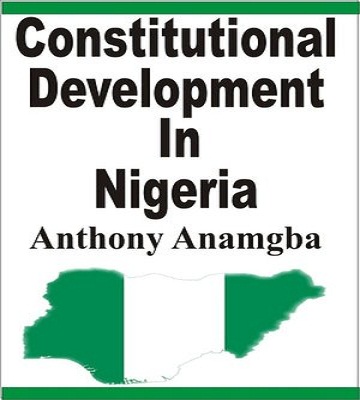 Constitutional
Development
In
Nigeria
Anthony Anamgba